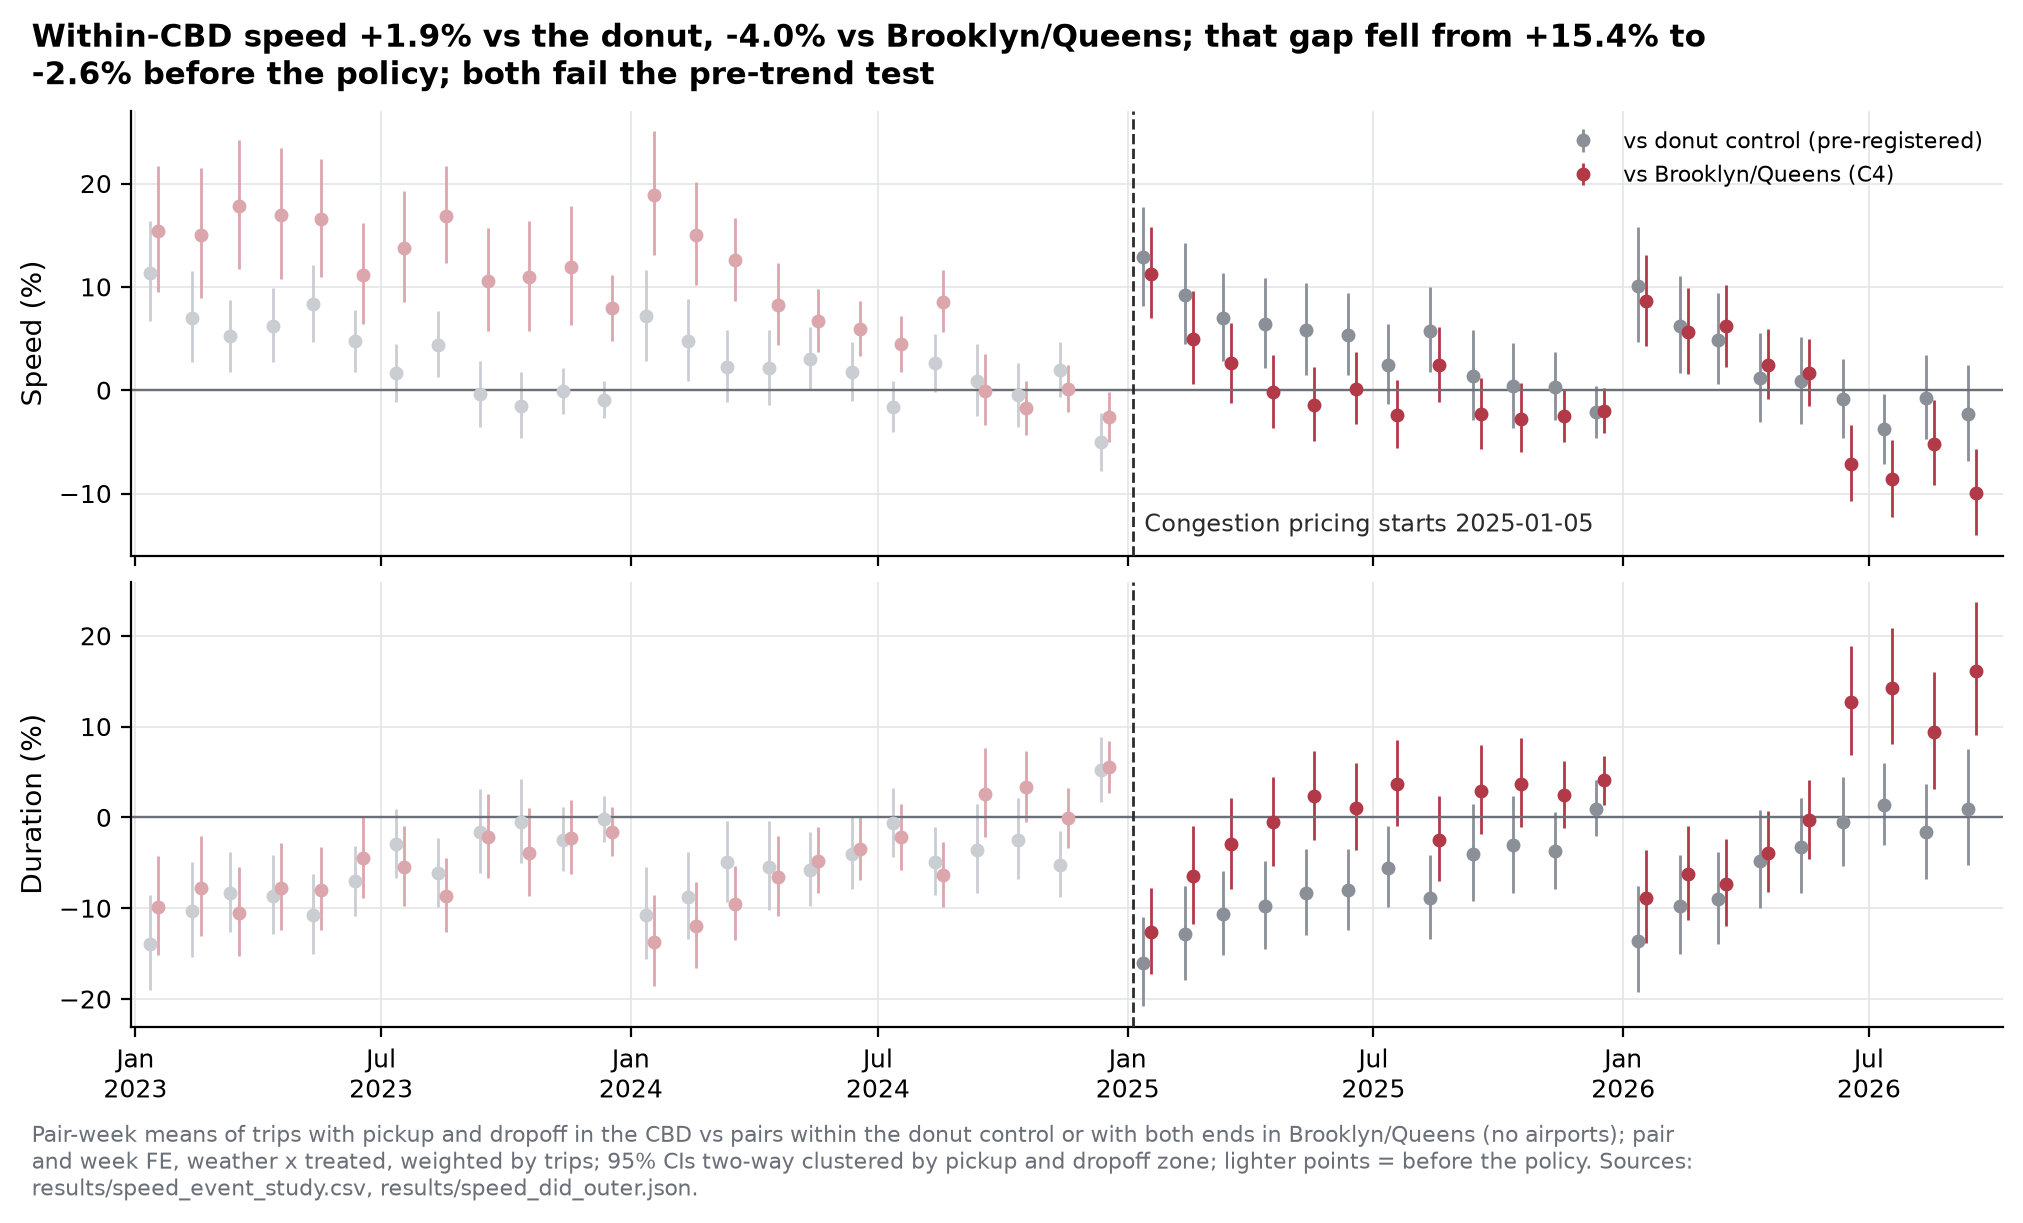 Within-CBD speed +1.9% vs the donut, -4.0% vs Brooklyn/Queens; that gap fell from +15.4% to
-2.6% before the policy; both fail the pre-trend test
vs donut control (pre-registered)
vs Brooklyn/Queens (C4)
Speed (%)
20
10
0
−10
Congestion pricing starts 2025-01-05
Duration (%)
20
10
0
−10
−20
Jan
2023
Jul
2023
Jan
2024
Jul
2024
Jan
2025
Jul
2025
Jan
2026
Jul
2026
Pair-week means of trips with pickup and dropoff in the CBD vs pairs within the donut control or with both ends in Brooklyn/Queens (no airports); pair
and week FE, weather x treated, weighted by trips; 95% CIs two-way clustered by pickup and dropoff zone; lighter points = before the policy. Sources:
results/speed_event_study.csv, results/speed_did_outer.json.